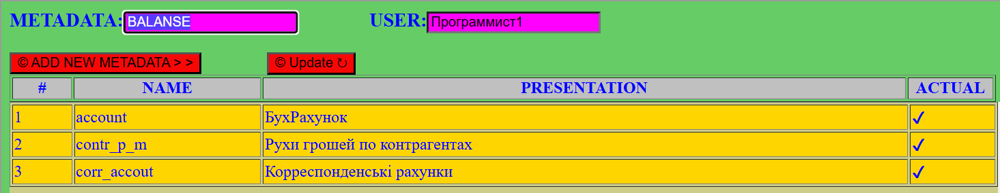 METADATA: BALANSE USER: Программист1
© ADD NEW METADATA > > © Update ↻
# NAME PRESENTATION ACTUAL
1 account БухРахунок ✓
2 contr_p_m Рухи грошей по контрагентах ✓
3 corr_accout Корреспонденські рахунки ✓